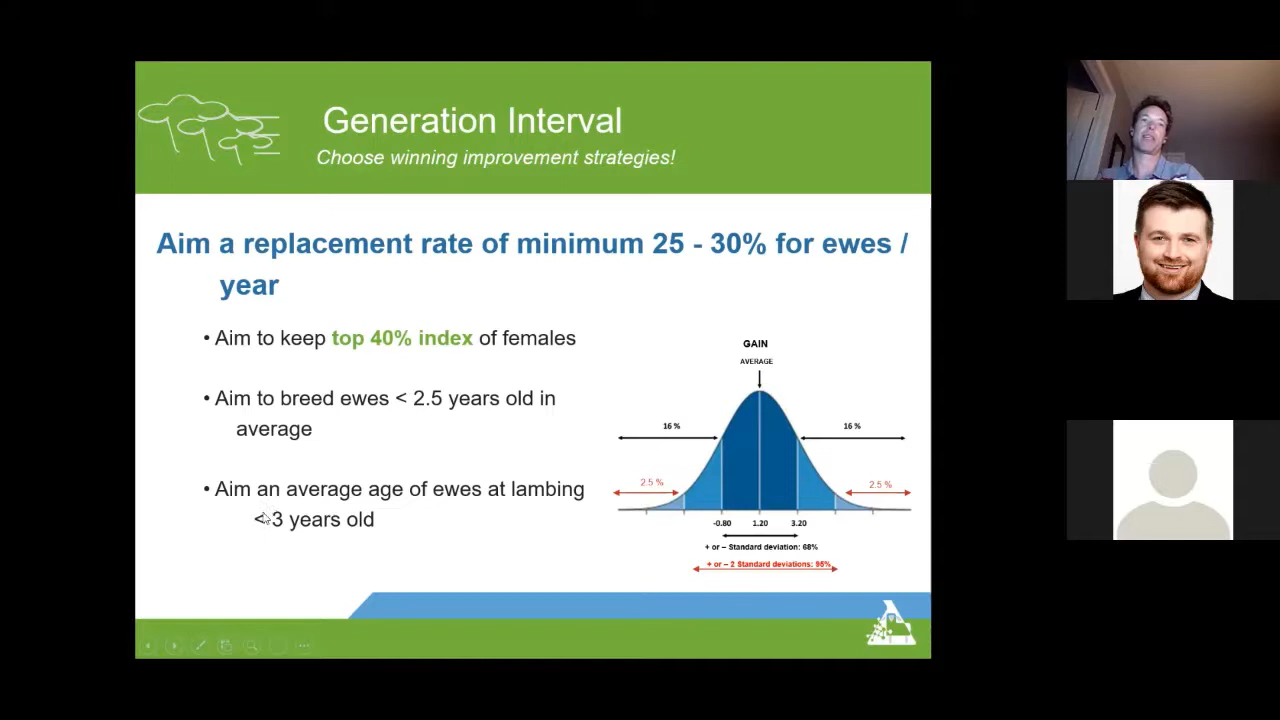 Generation Interval
Choose winning improvement strategies!
Aim a replacement rate of minimum 25 - 30% for ewes /
year
• Aim to keep top 40% index of females
• Aim to breed ewes < 2.5 years old in
average
• Aim an average age of ewes at lambing
<3 years old
GAIN
AVERAGE
16 %
16 %
2.5 %
2.5 %
-0.80
1.20
3.20
+ or – Standard deviation: 68%
+ or – 2 Standard deviations: 95%